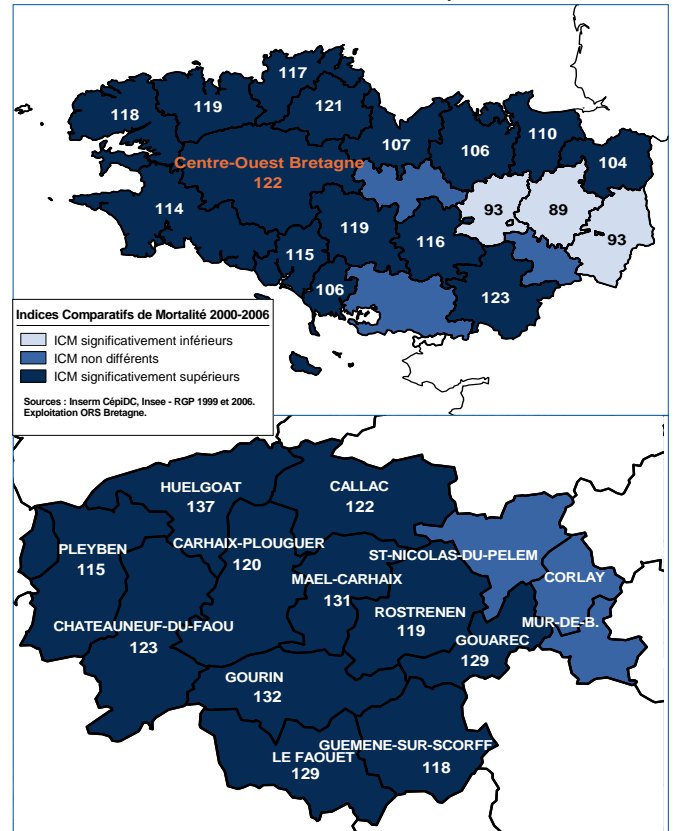 117
118
119
121
107
106
110
104
Centre-Ouest Bretagne
122
93
89
93
114
119
116
115
106
123
Indices Comparatifs de Mortalité 2000-2006
ICM significativement inférieurs
ICM non différents
ICM significativement supérieurs
Sources : Inserm CépiDC, Insee - RGP 1999 et 2006.
Exploitation ORS Bretagne.
HUELGOAT
137
CALLAC
122
PLEYBEN
115
CARHAIX-PLOUGUER
120
ST-NICOLAS-DU-PELEM
MAEL-CARHAIX
131
CORLAY
ROSTRENEN
119
MUR-DE-B.
CHATEAUNEUF-DU-FAOU
123
GOUAREC
129
GOURIN
132
GUEMENE-SUR-SCORFF
118
LE FAOUET
129